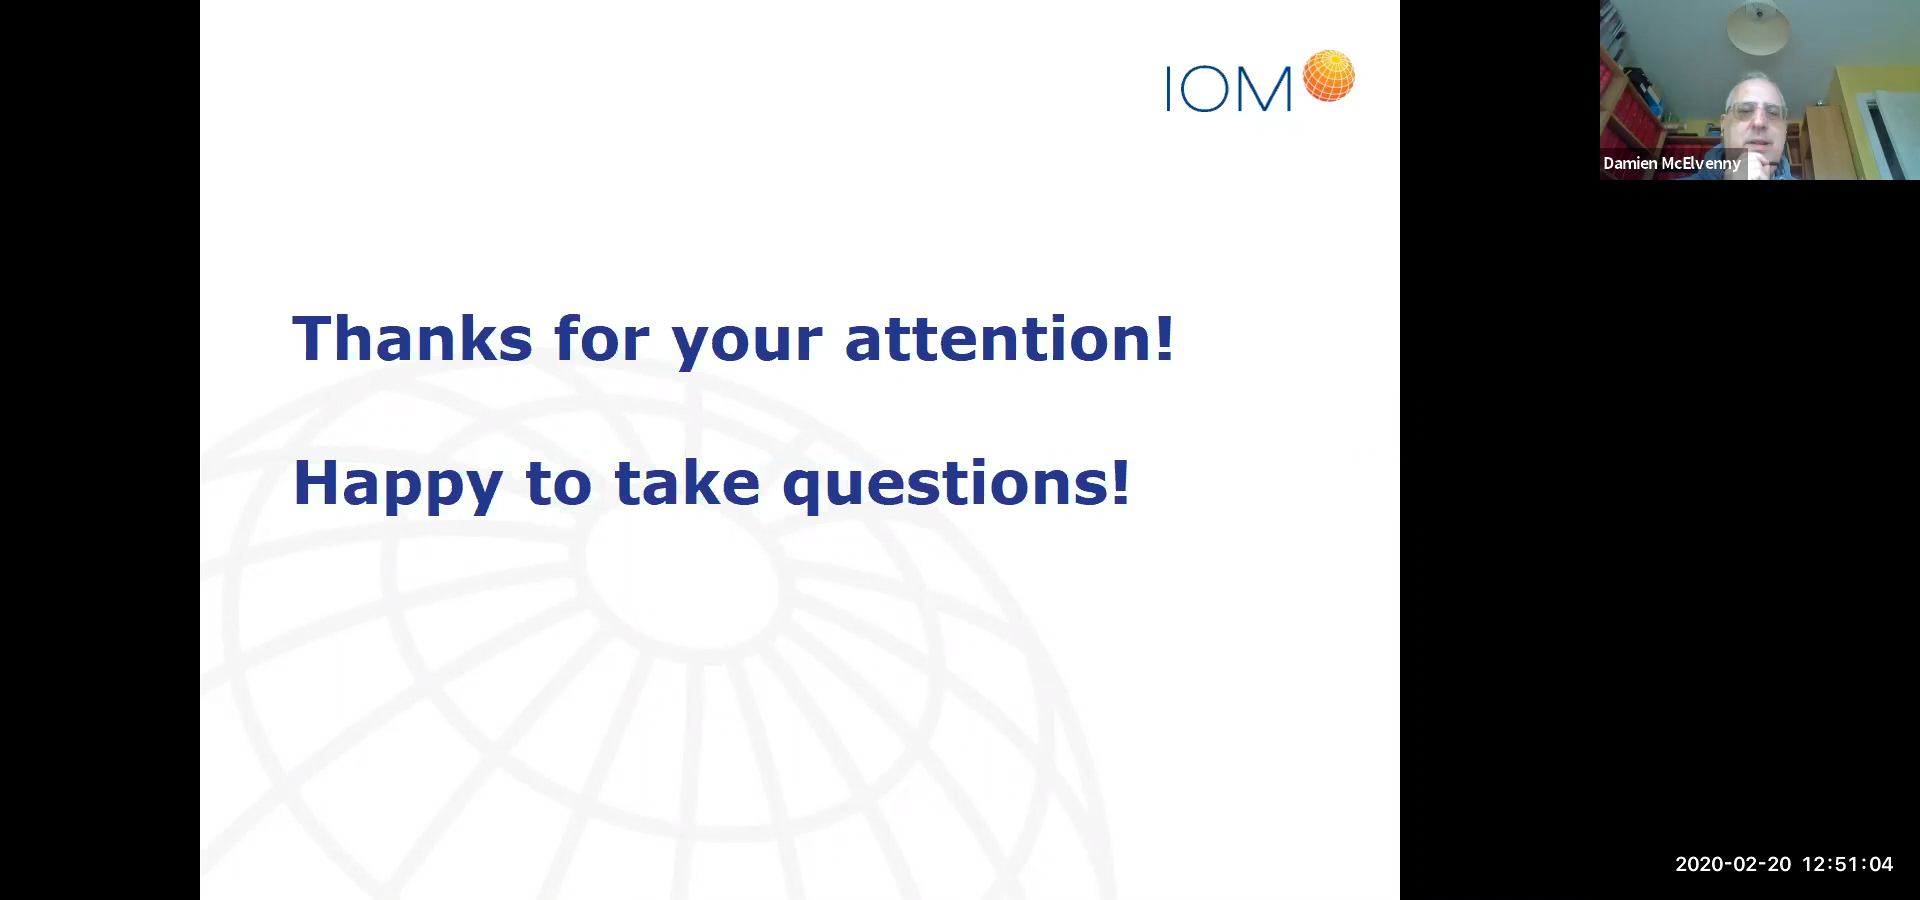 IOM
Thanks for your attention!
Happy to take questions!
Damien McElvenny
2020-02-20 12:51:04